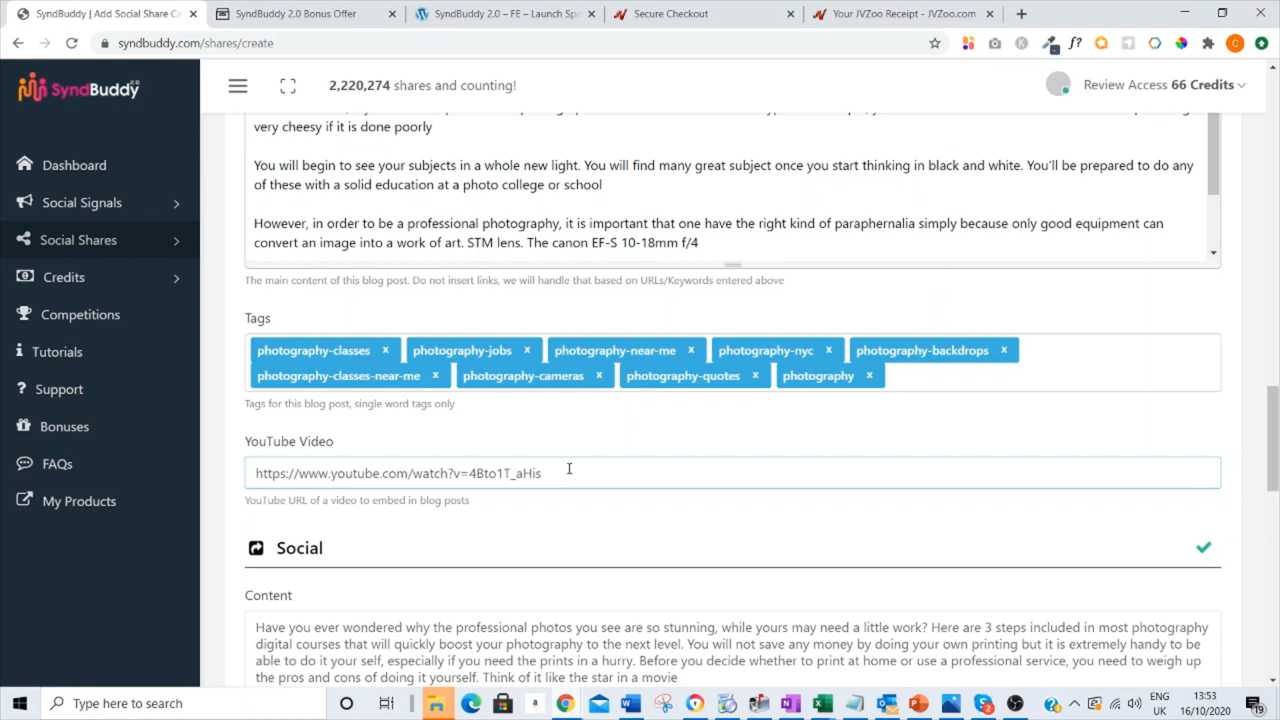 SyndBuddy | Add Social Share C
SyndBuddy 2.0 Bonus Offer
SyndBuddy 2.0 – FE – Launch Spe
Secure Checkout
Your JVZoo Receipt - JVZoo.com
syndbuddy.com/shares/create
SyndBuddy 2.0
2,220,274 shares and counting!
Review Access 66 Credits
Dashboard
Social Signals
Social Shares
Credits
Competitions
Tutorials
Support
Bonuses
FAQs
My Products
very cheesy if it is done poorly
You will begin to see your subjects in a whole new light. You will find many great subject once you start thinking in black and white. You'll be prepared to do any
of these with a solid education at a photo college or school
However, in order to be a professional photography, it is important that one have the right kind of paraphernalia simply because only good equipment can
convert an image into a work of art. STM lens. The canon EF-S 10-18mm f/4
The main content of this blog post. Do not insert links, we will handle that based on URLs/Keywords entered above
Tags
photography-classes x photography-jobs x photography-near-me x photography-nyc x photography-backdrops x
photography-classes-near-me x photography-cameras x photography-quotes x photography x
Tags for this blog post, single word tags only
YouTube Video
https://www.youtube.com/watch?v=4Bto1T_aHis
YouTube URL of a video to embed in blog posts
Social
Content
Have you ever wondered why the professional photos you see are so stunning, while yours may need a little work? Here are 3 steps included in most photography
digital courses that will quickly boost your photography to the next level. You will not save any money by doing your own printing but it is extremely handy to be
able to do it your self, especially if you need the prints in a hurry. Before you decide whether to print at home or use a professional service, you need to weigh up
the pros and cons of doing it yourself. Think of it like the star in a movie
Type here to search
ENG
UK
13:53
16/10/2020
19